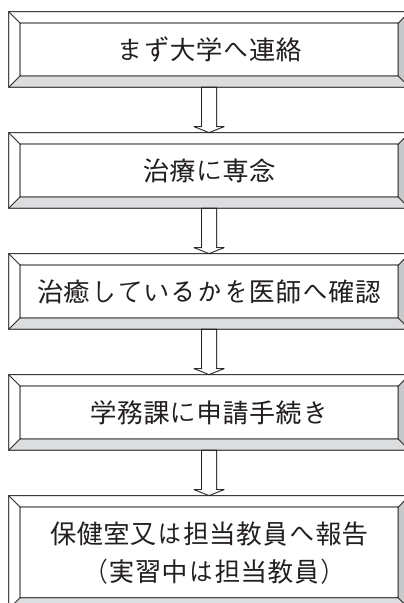 まず大学へ連絡
治療に専念
治癒しているかを医師へ確認
学務課に申請手続き
保健室又は担当教員へ報告
（実習中は担当教員）